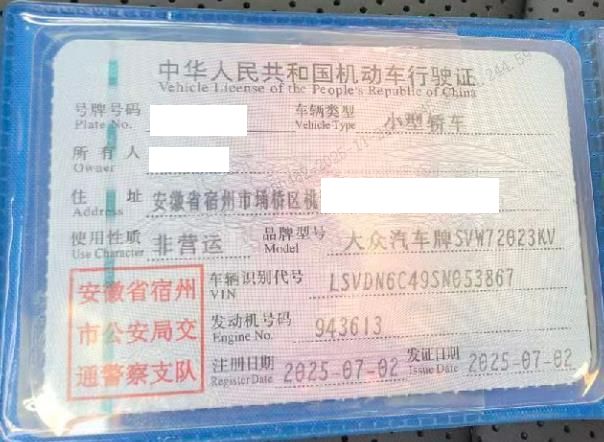 中华人民共和国机动车行驶证
Vehicle License of the People's Republic of China
号牌号码 Plate No. 车辆类型 Vehicle Type 小型轿车
所有人 Owner
住址 Address 安徽省宿州市埇桥区桃
使用性质 Use Character 非营运 品牌型号 Model 大众汽车牌SVW72023KV
安徽省宿州市公安局交通警察支队
车辆识别代号 VIN LSVDN6C49SN053867
发动机号码 Engine No. 943613
注册日期 Register Date 2025-07-02 发证日期 Issue Date 2025-07-02